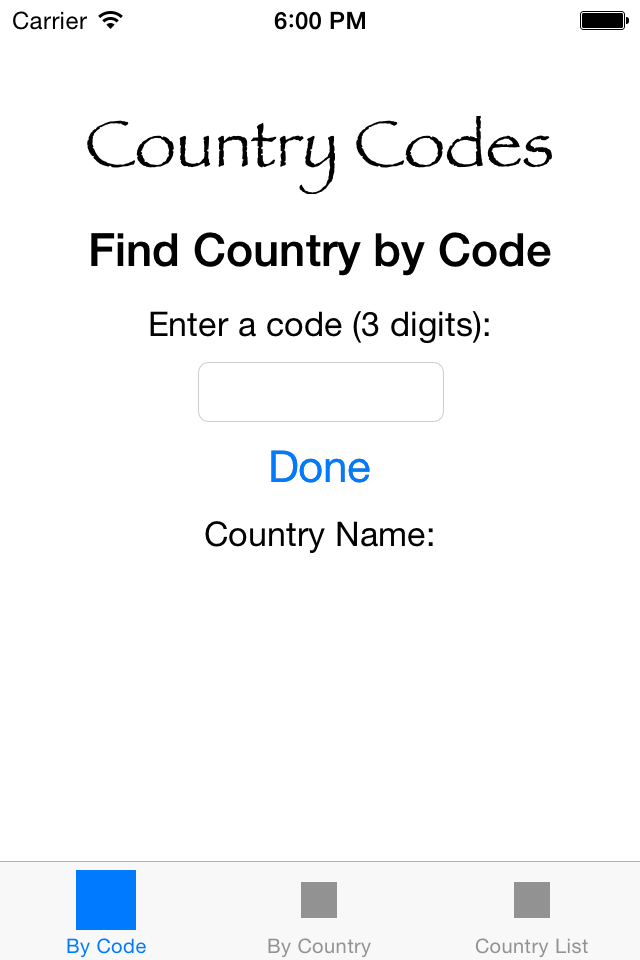 Carrier 6:00 PM
Country Codes
Find Country by Code
Enter a code (3 digits):
Done
Country Name:
By Code By Country Country List